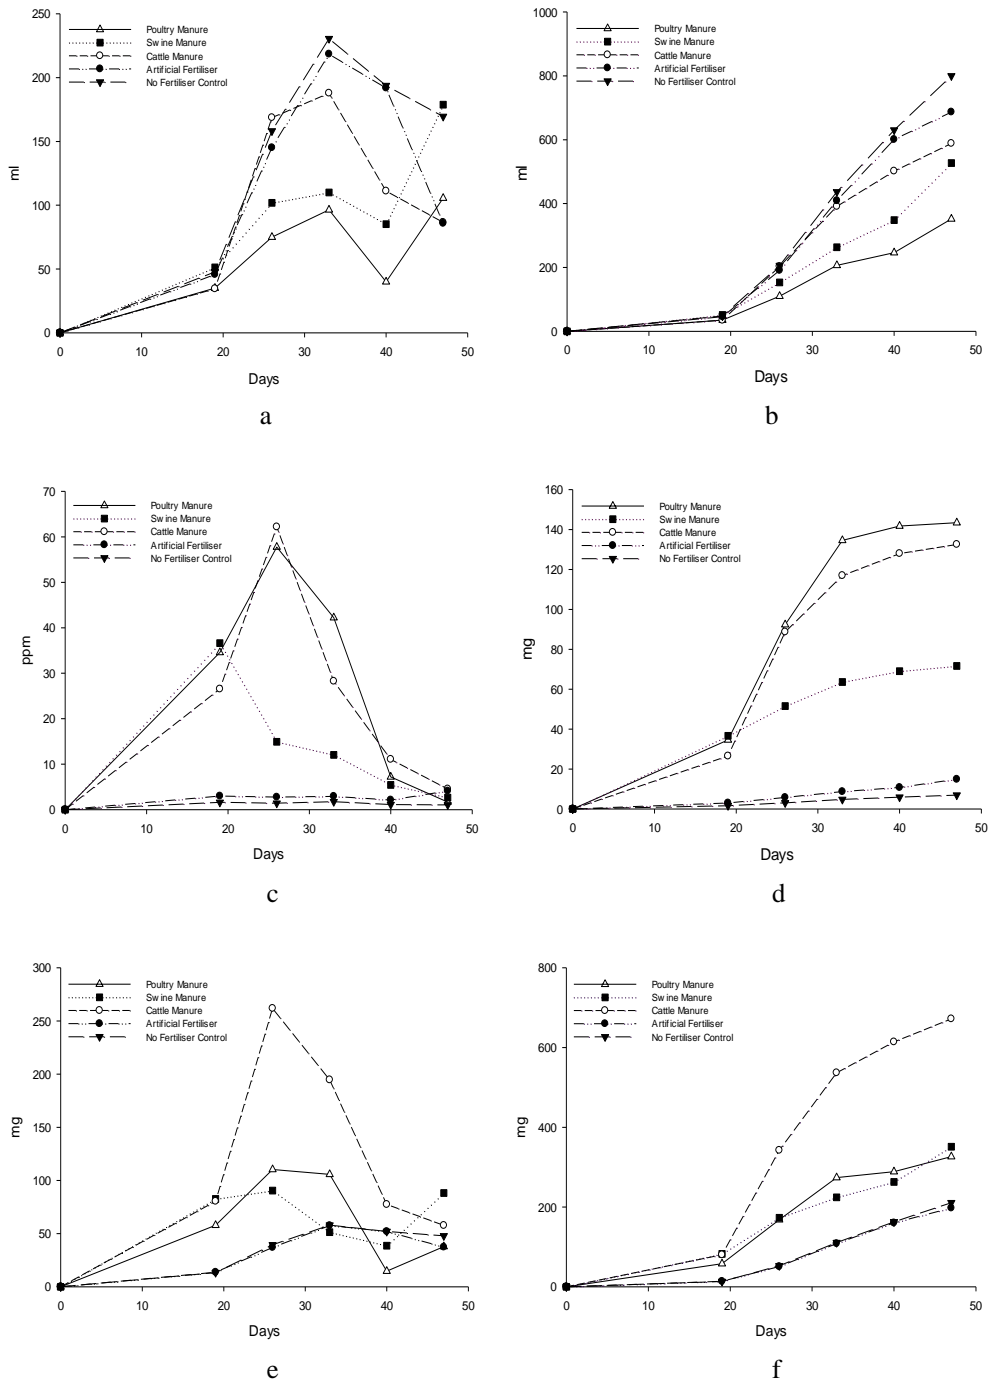 250
200
150
100
50
0
ml
Poultry Manure
Swine Manure
Cattle Manure
Artificial Fertiliser
No Fertiliser Control
0 10 20 30 40 50
Days
a
1000
800
600
400
200
0
ml
Poultry Manure
Swine Manure
Cattle Manure
Artificial Fertiliser
No Fertiliser Control
0 10 20 30 40 50
Days
b
70
60
50
40
30
20
10
0
ppm
Poultry Manure
Swine Manure
Cattle Manure
Artificial Fertiliser
No Fertiliser Control
0 20 30 40 50
Days
c
160
140
120
100
80
60
40
20
0
mg
Poultry Manure
Swine Manure
Cattle Manure
Artificial Fertiliser
No Fertiliser Control
0 10 20 30 40 50
Days
d
300
250
200
150
100
50
0
mg
Poultry Manure
Swine Manure
Cattle Manure
Artificial Fertiliser
No Fertiliser Control
0 10 20 30 40 50
Days
e
800
600
400
200
0
mg
Poultry Manure
Swine Manure
Cattle Manure
Artificial Fertiliser
No Fertiliser Control
0 10 20 30 40 50
Days
f